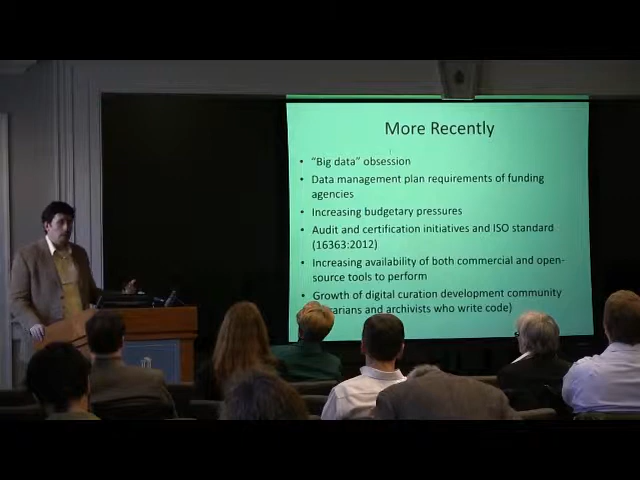 More Recently
• "Big data" obsession
• Data management plan requirements of funding
agencies
• Increasing budgetary pressures
• Audit and certification initiatives and ISO standard
(16363:2012)
• Increasing availability of both commercial and open-
source tools to perform
• Growth of digital curation development community
and archivists who write code)